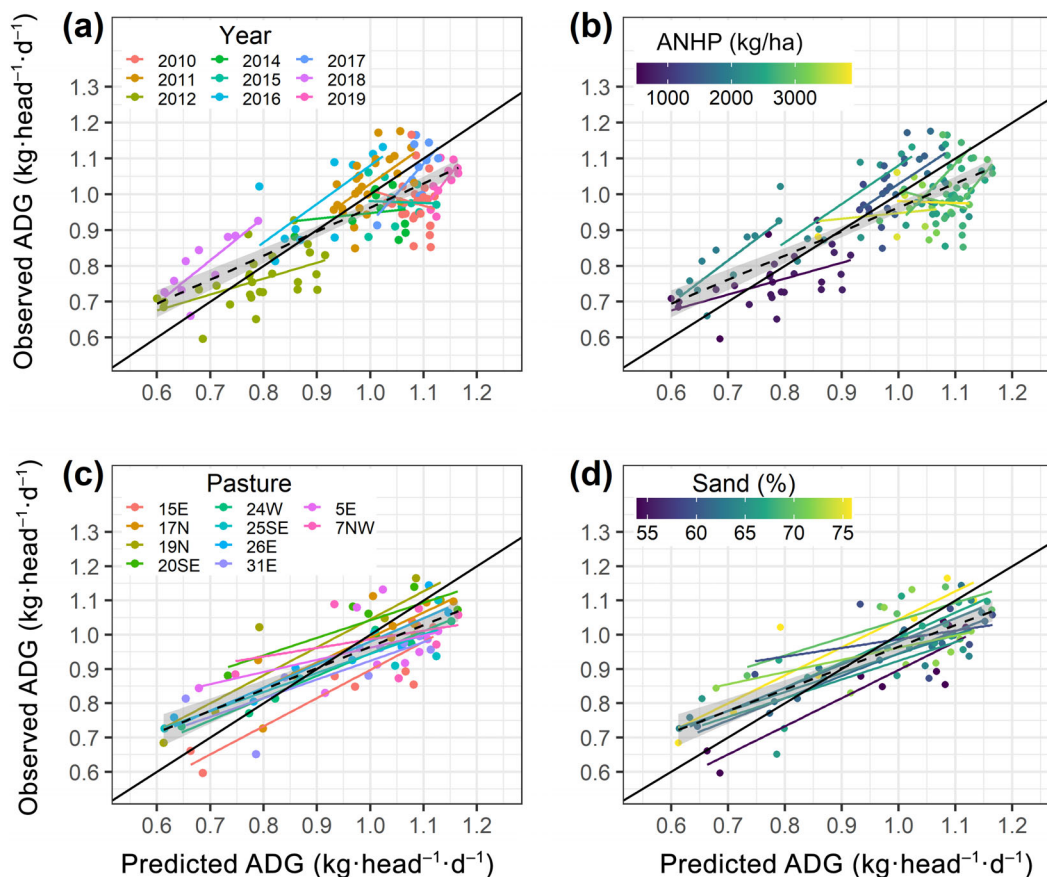 (a)
Year
2010 2014 2017
2011 2015 2018
2012 2016 2019
Observed ADG (kg·head⁻¹·d⁻¹)
1.3
1.2
1.1
1.0
0.9
0.8
0.7
0.6
0.6 0.7 0.8 0.9 1.0 1.1 1.2
(b)
ANHP (kg/ha)
1000 2000 3000
1.3
1.2
1.1
1.0
0.9
0.8
0.7
0.6
0.6 0.7 0.8 0.9 1.0 1.1 1.2
(c)
Pasture
15E 24W 5E
17N 25SE 7NW
19N 26E
20SE 31E
Observed ADG (kg·head⁻¹·d⁻¹)
1.3
1.2
1.1
1.0
0.9
0.8
0.7
0.6
0.6 0.7 0.8 0.9 1.0 1.1 1.2
Predicted ADG (kg·head⁻¹·d⁻¹)
(d)
Sand (%)
55 60 65 70 75
1.3
1.2
1.1
1.0
0.9
0.8
0.7
0.6
0.6 0.7 0.8 0.9 1.0 1.1 1.2
Predicted ADG (kg·head⁻¹·d⁻¹)